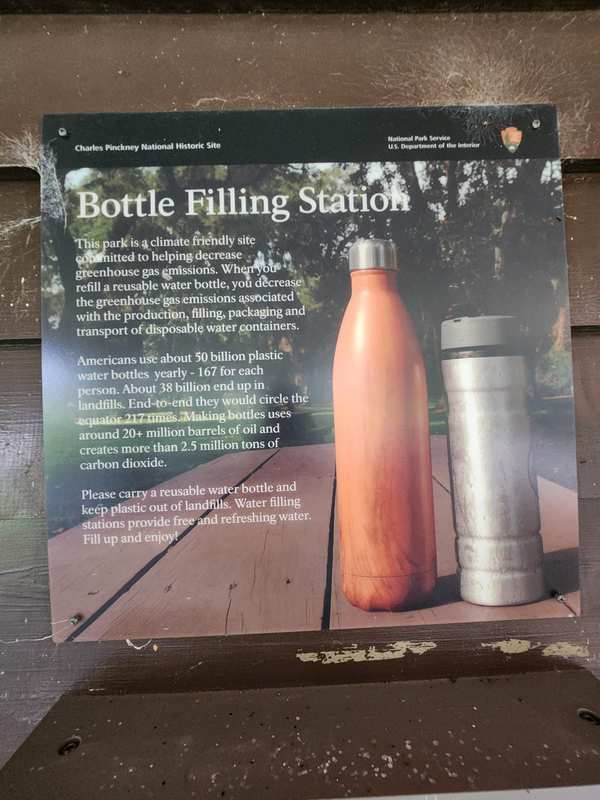 Charles Pinckney National Historic Site
National Park Service
U.S. Department of the Interior
Bottle Filling Station
This park is a climate friendly site
committed to helping decrease
greenhouse gas emissions. When you
refill a reusable water bottle, you decrease
the greenhouse gas emissions associated
with the production, filling, packaging and
transport of disposable water containers.
Americans use about 50 billion plastic
water bottles yearly - 167 for each
person. About 38 billion end up in
landfills. End-to-end they would circle the
equator 217 times. Making bottles uses
around 20+ million barrels of oil and
creates more than 2.5 million tons of
carbon dioxide.
Please carry a reusable water bottle and
keep plastic out of landfills. Water filling
stations provide free and refreshing water.
Fill up and enjoy!